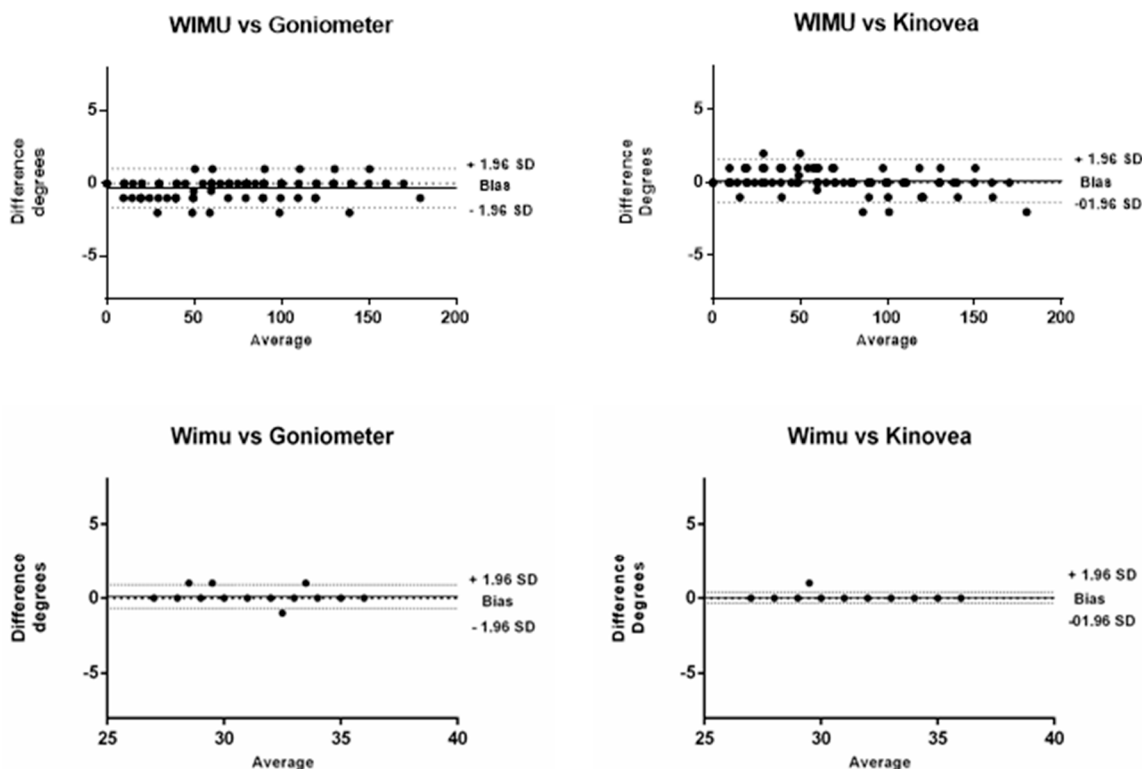 WIMU vs Goniometer
5
0
-5
Difference
degrees
+ 1.96 SD
Bias
- 1.96 SD
0 50 100 150 200
Average
WIMU vs Kinovea
5
0
-5
Difference
Degrees
+ 1.96 SD
Bias
-01.96 SD
0 50 100 150 200
Average
Wimu vs Goniometer
5
0
-5
Difference
degrees
+ 1.96 SD
Bias
- 1.96 SD
25 30 35 40
Average
Wimu vs Kinovea
5
0
-5
Difference
Degrees
+ 1.96 SD
Bias
-01.96 SD
25 30 35 40
Average